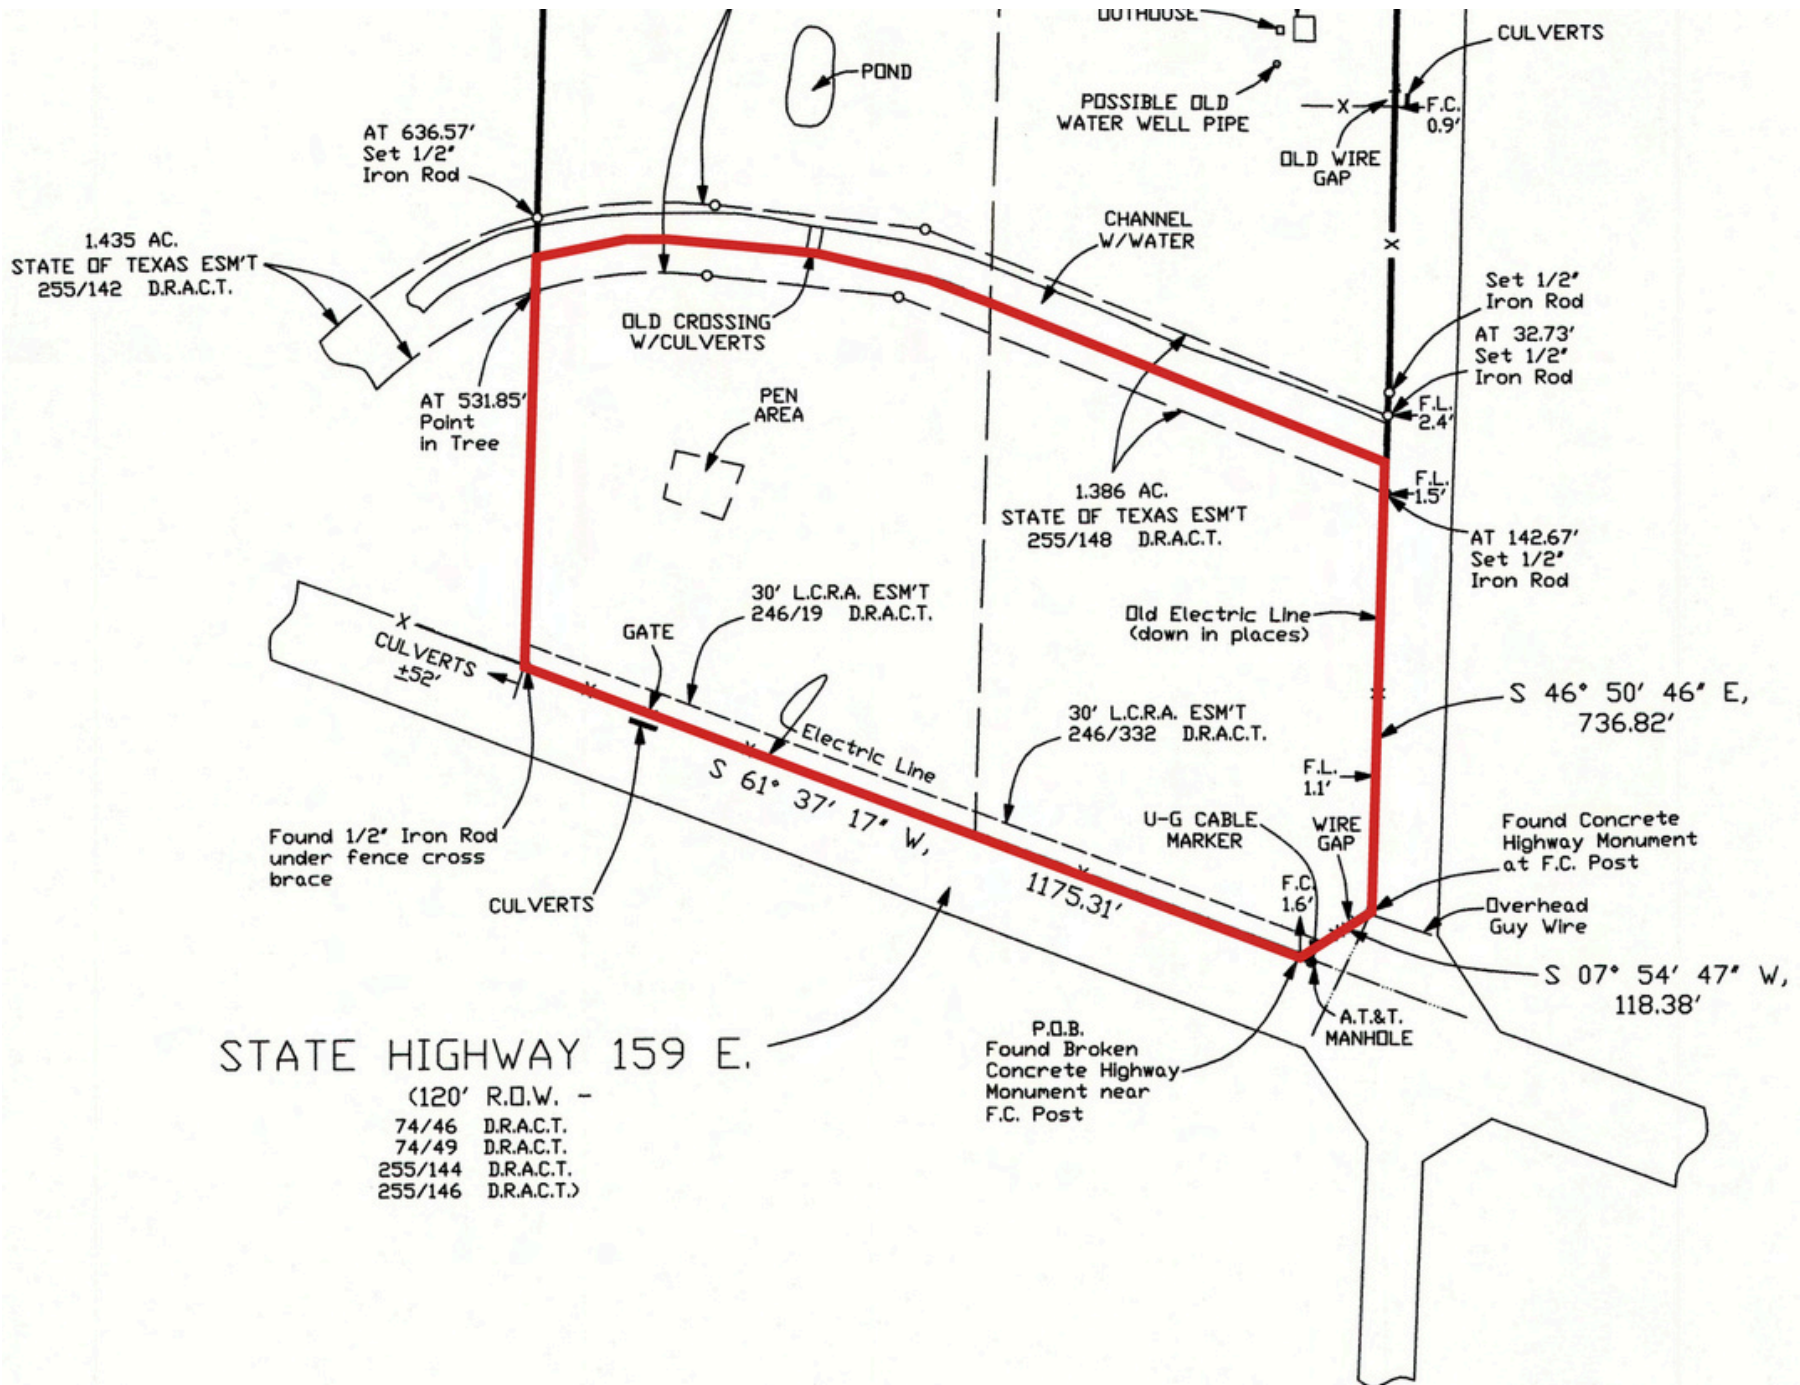 OUTHOUSE
CULVERTS
POND
POSSIBLE OLD
WATER WELL PIPE
X
F.C.
0.9'
OLD WIRE
GAP
AT 636.57'
Set 1/2"
Iron Rod
1.435 AC.
STATE OF TEXAS ESM'T
255/142 D.R.A.C.T.
CHANNEL
W/WATER
X
Set 1/2"
Iron Rod
AT 32.73'
Set 1/2"
Iron Rod
OLD CROSSING
W/CULVERTS
F.L.
2.4'
AT 531.85'
Point
in Tree
PEN
AREA
F.L.
1.5'
1.386 AC.
STATE OF TEXAS ESM'T
255/148 D.R.A.C.T.
AT 142.67'
Set 1/2"
Iron Rod
30' L.C.R.A. ESM'T
246/19 D.R.A.C.T.
Old Electric Line
(down in places)
X
CULVERTS
±52'
GATE
X
X
S 46° 50' 46" E,
736.82'
30' L.C.R.A. ESM'T
246/332 D.R.A.C.T.
Electric Line
X
S 61° 37' 17" W,
1175.31'
X
F.L.
1.1'
U-G CABLE
MARKER
WIRE
GAP
Found Concrete
Highway Monument
at F.C. Post
Found 1/2" Iron Rod
under fence cross
brace
CULVERTS
F.C.
1.6'
X
Overhead
Guy Wire
S 07° 54' 47" W,
118.38'
A.T.&T.
MANHOLE
P.O.B.
Found Broken
Concrete Highway
Monument near
F.C. Post
STATE HIGHWAY 159 E.
(120' R.O.W. -
74/46 D.R.A.C.T.
74/49 D.R.A.C.T.
255/144 D.R.A.C.T.
255/146 D.R.A.C.T.)